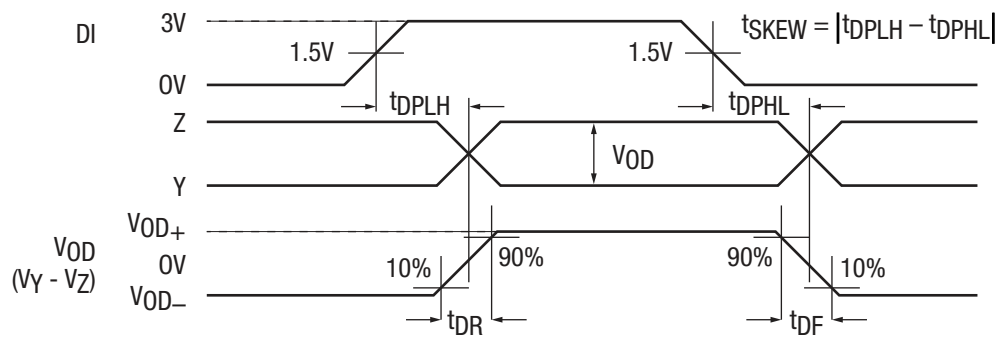 3V
DI
tSKEW = |tDPLH – tDPHL|
1.5V
1.5V
0V
tDPLH
tDPHL
Z
VOD
Y
VOD+
VOD
(VY - VZ)
0V
10%
90%
90%
10%
VOD–
tDR
tDF